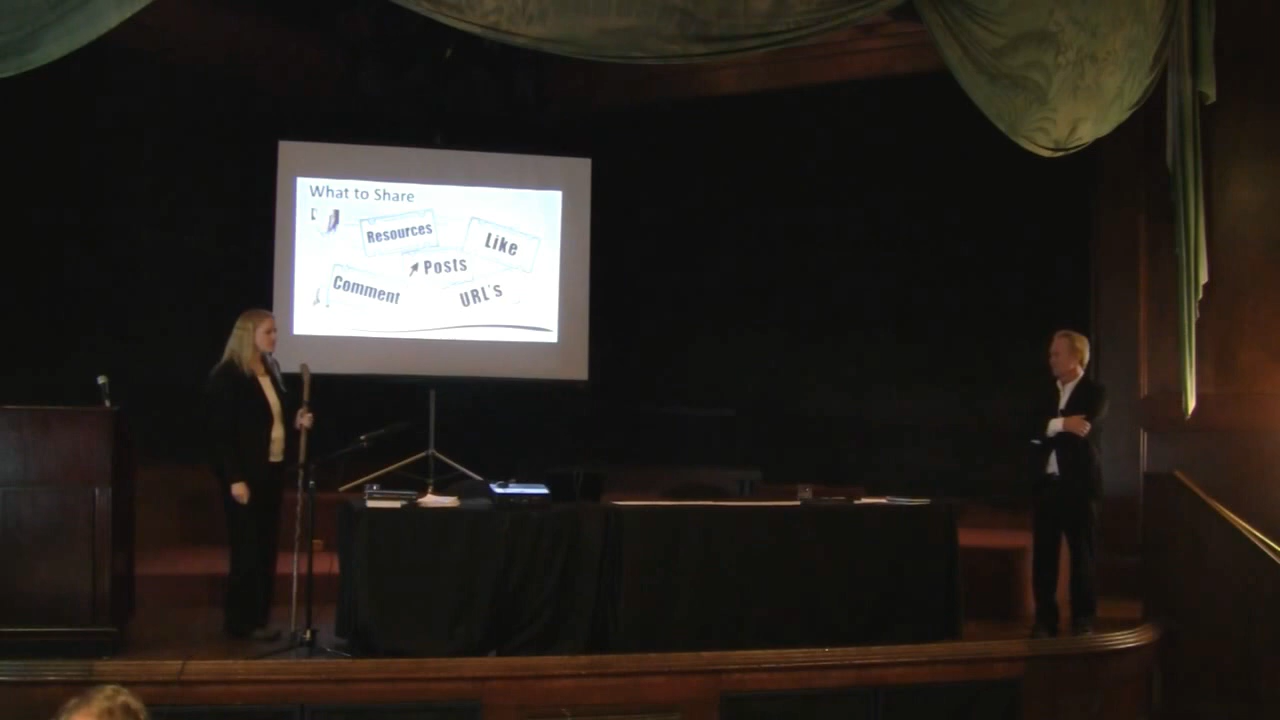 What to Share
Resources
Like
Posts
Comment
URL's